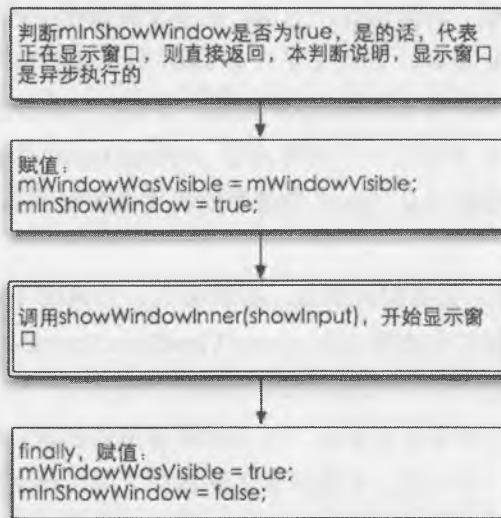 判断mInShowWindow是否为true，是的话，代表
正在显示窗口，则直接返回，本判断说明，显示窗口
是异步执行的
赋值：
mWindowWasVisible = mWindowVisible;
mInShowWindow = true;
调用showWindowInner(showInput)，开始显示窗
口
finally，赋值：
mWindowWasVisible = true;
mInShowWindow = false;